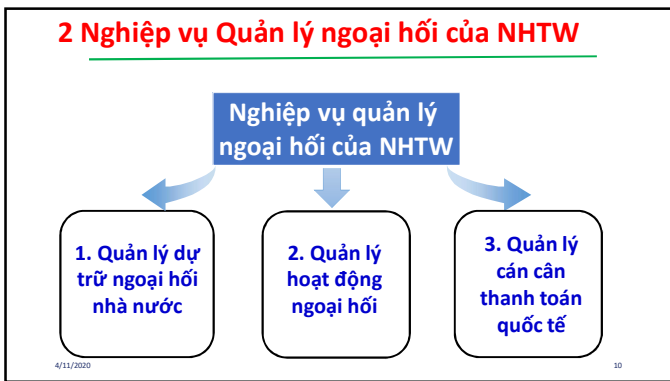 2 Nghiệp vụ Quản lý ngoại hối của NHTW
Nghiệp vụ quản lý
ngoại hối của NHTW
1. Quản lý dự
trữ ngoại hối
nhà nước
2. Quản lý
hoạt động
ngoại hối
3. Quản lý
cán cân
thanh toán
quốc tế
4/11/2020
10